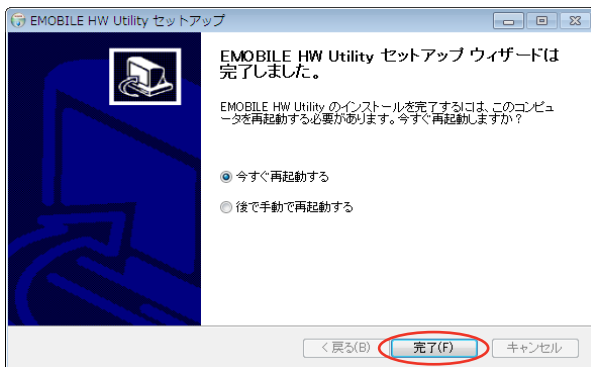 EMOBILE HW Utility セットアップ
EMOBILE HW Utility セットアップ ウィザードは
完了しました。
EMOBILE HW Utility のインストールを完了するには、このコンピュ
ータを再起動する必要があります。今すぐ再起動しますか？
今すぐ再起動する
後で手動で再起動する
< 戻る(B)
完了(F)
キャンセル